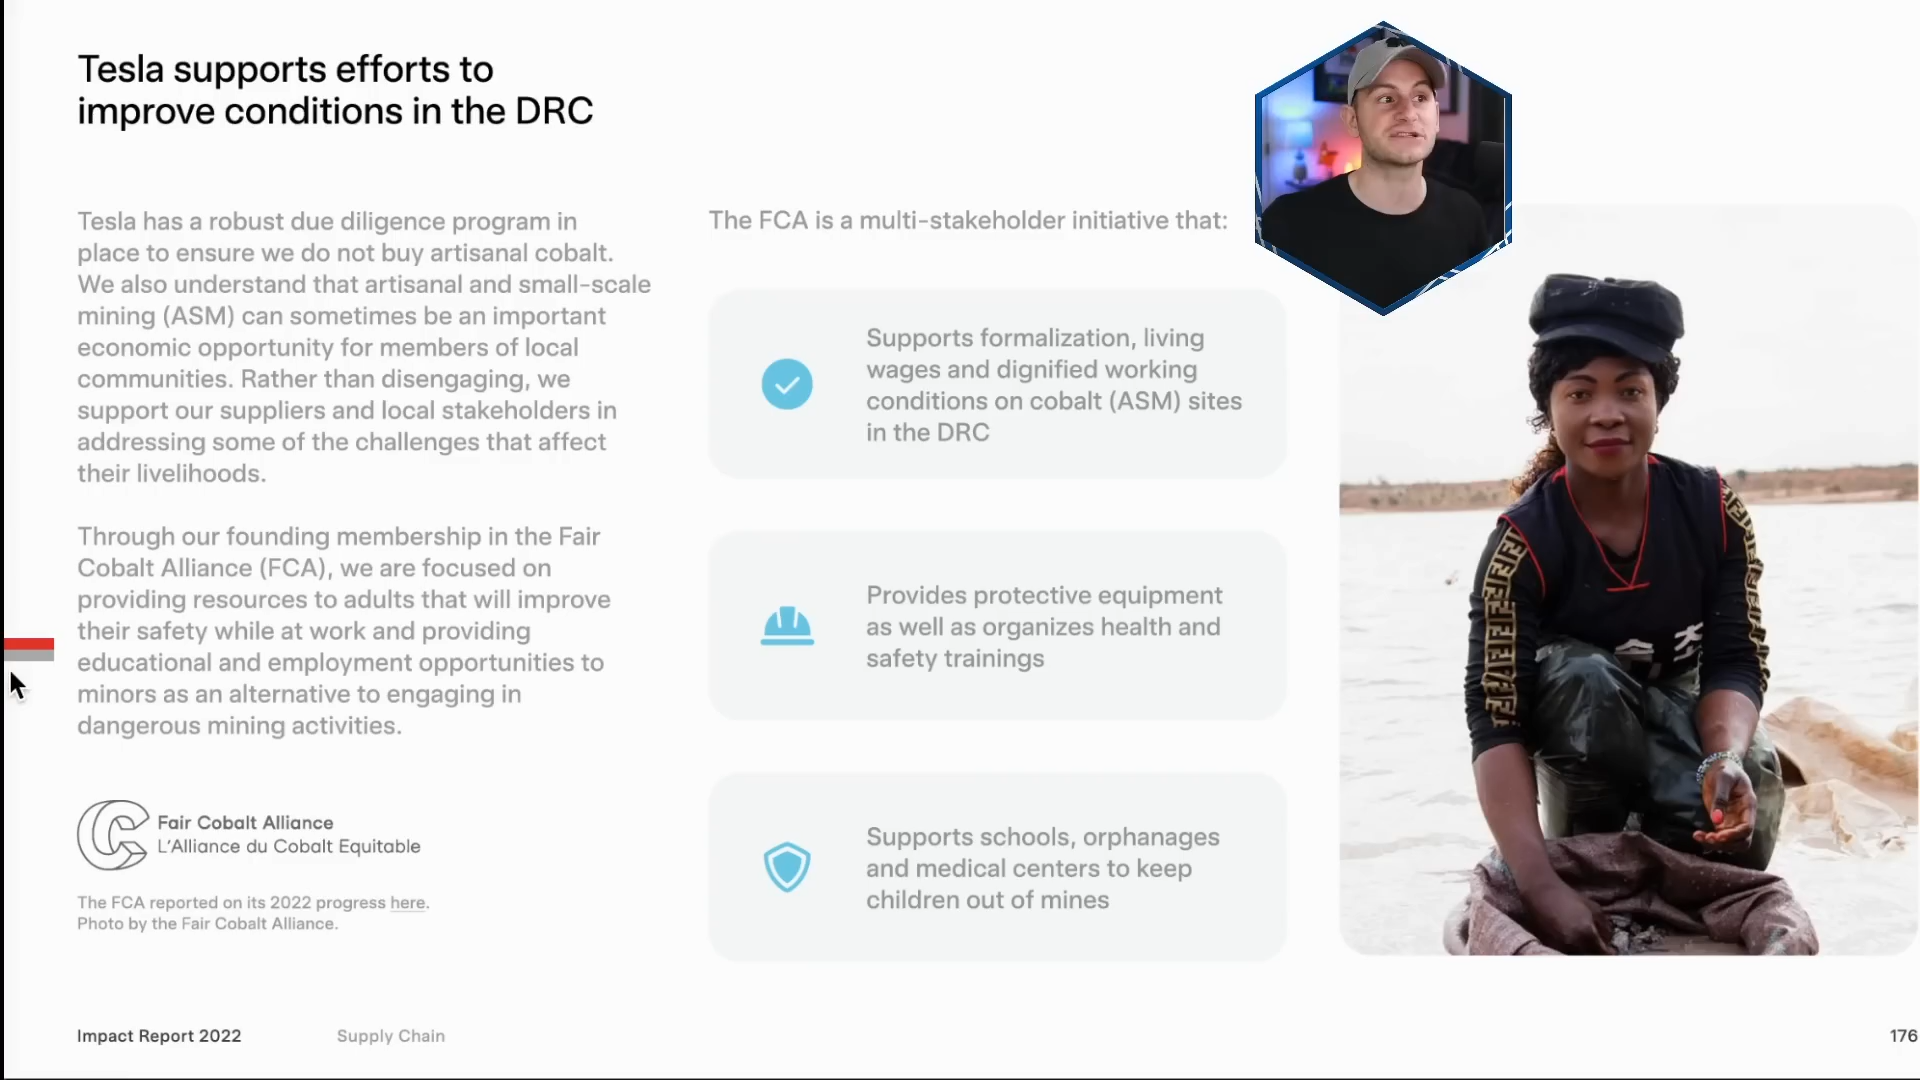 Tesla supports efforts to
improve conditions in the DRC
Tesla has a robust due diligence program in
place to ensure we do not buy artisanal cobalt.
We also understand that artisanal and small-scale
mining (ASM) can sometimes be an important
economic opportunity for members of local
communities. Rather than disengaging, we
support our suppliers and local stakeholders in
addressing some of the challenges that affect
their livelihoods.
Through our founding membership in the Fair
Cobalt Alliance (FCA), we are focused on
providing resources to adults that will improve
their safety while at work and providing
educational and employment opportunities to
minors as an alternative to engaging in
dangerous mining activities.
Fair Cobalt Alliance
L'Alliance du Cobalt Equitable
The FCA reported on its 2022 progress here.
Photo by the Fair Cobalt Alliance.
The FCA is a multi-stakeholder initiative that:
Supports formalization, living
wages and dignified working
conditions on cobalt (ASM) sites
in the DRC
Provides protective equipment
as well as organizes health and
safety trainings
Supports schools, orphanages
and medical centers to keep
children out of mines
Impact Report 2022
Supply Chain
176